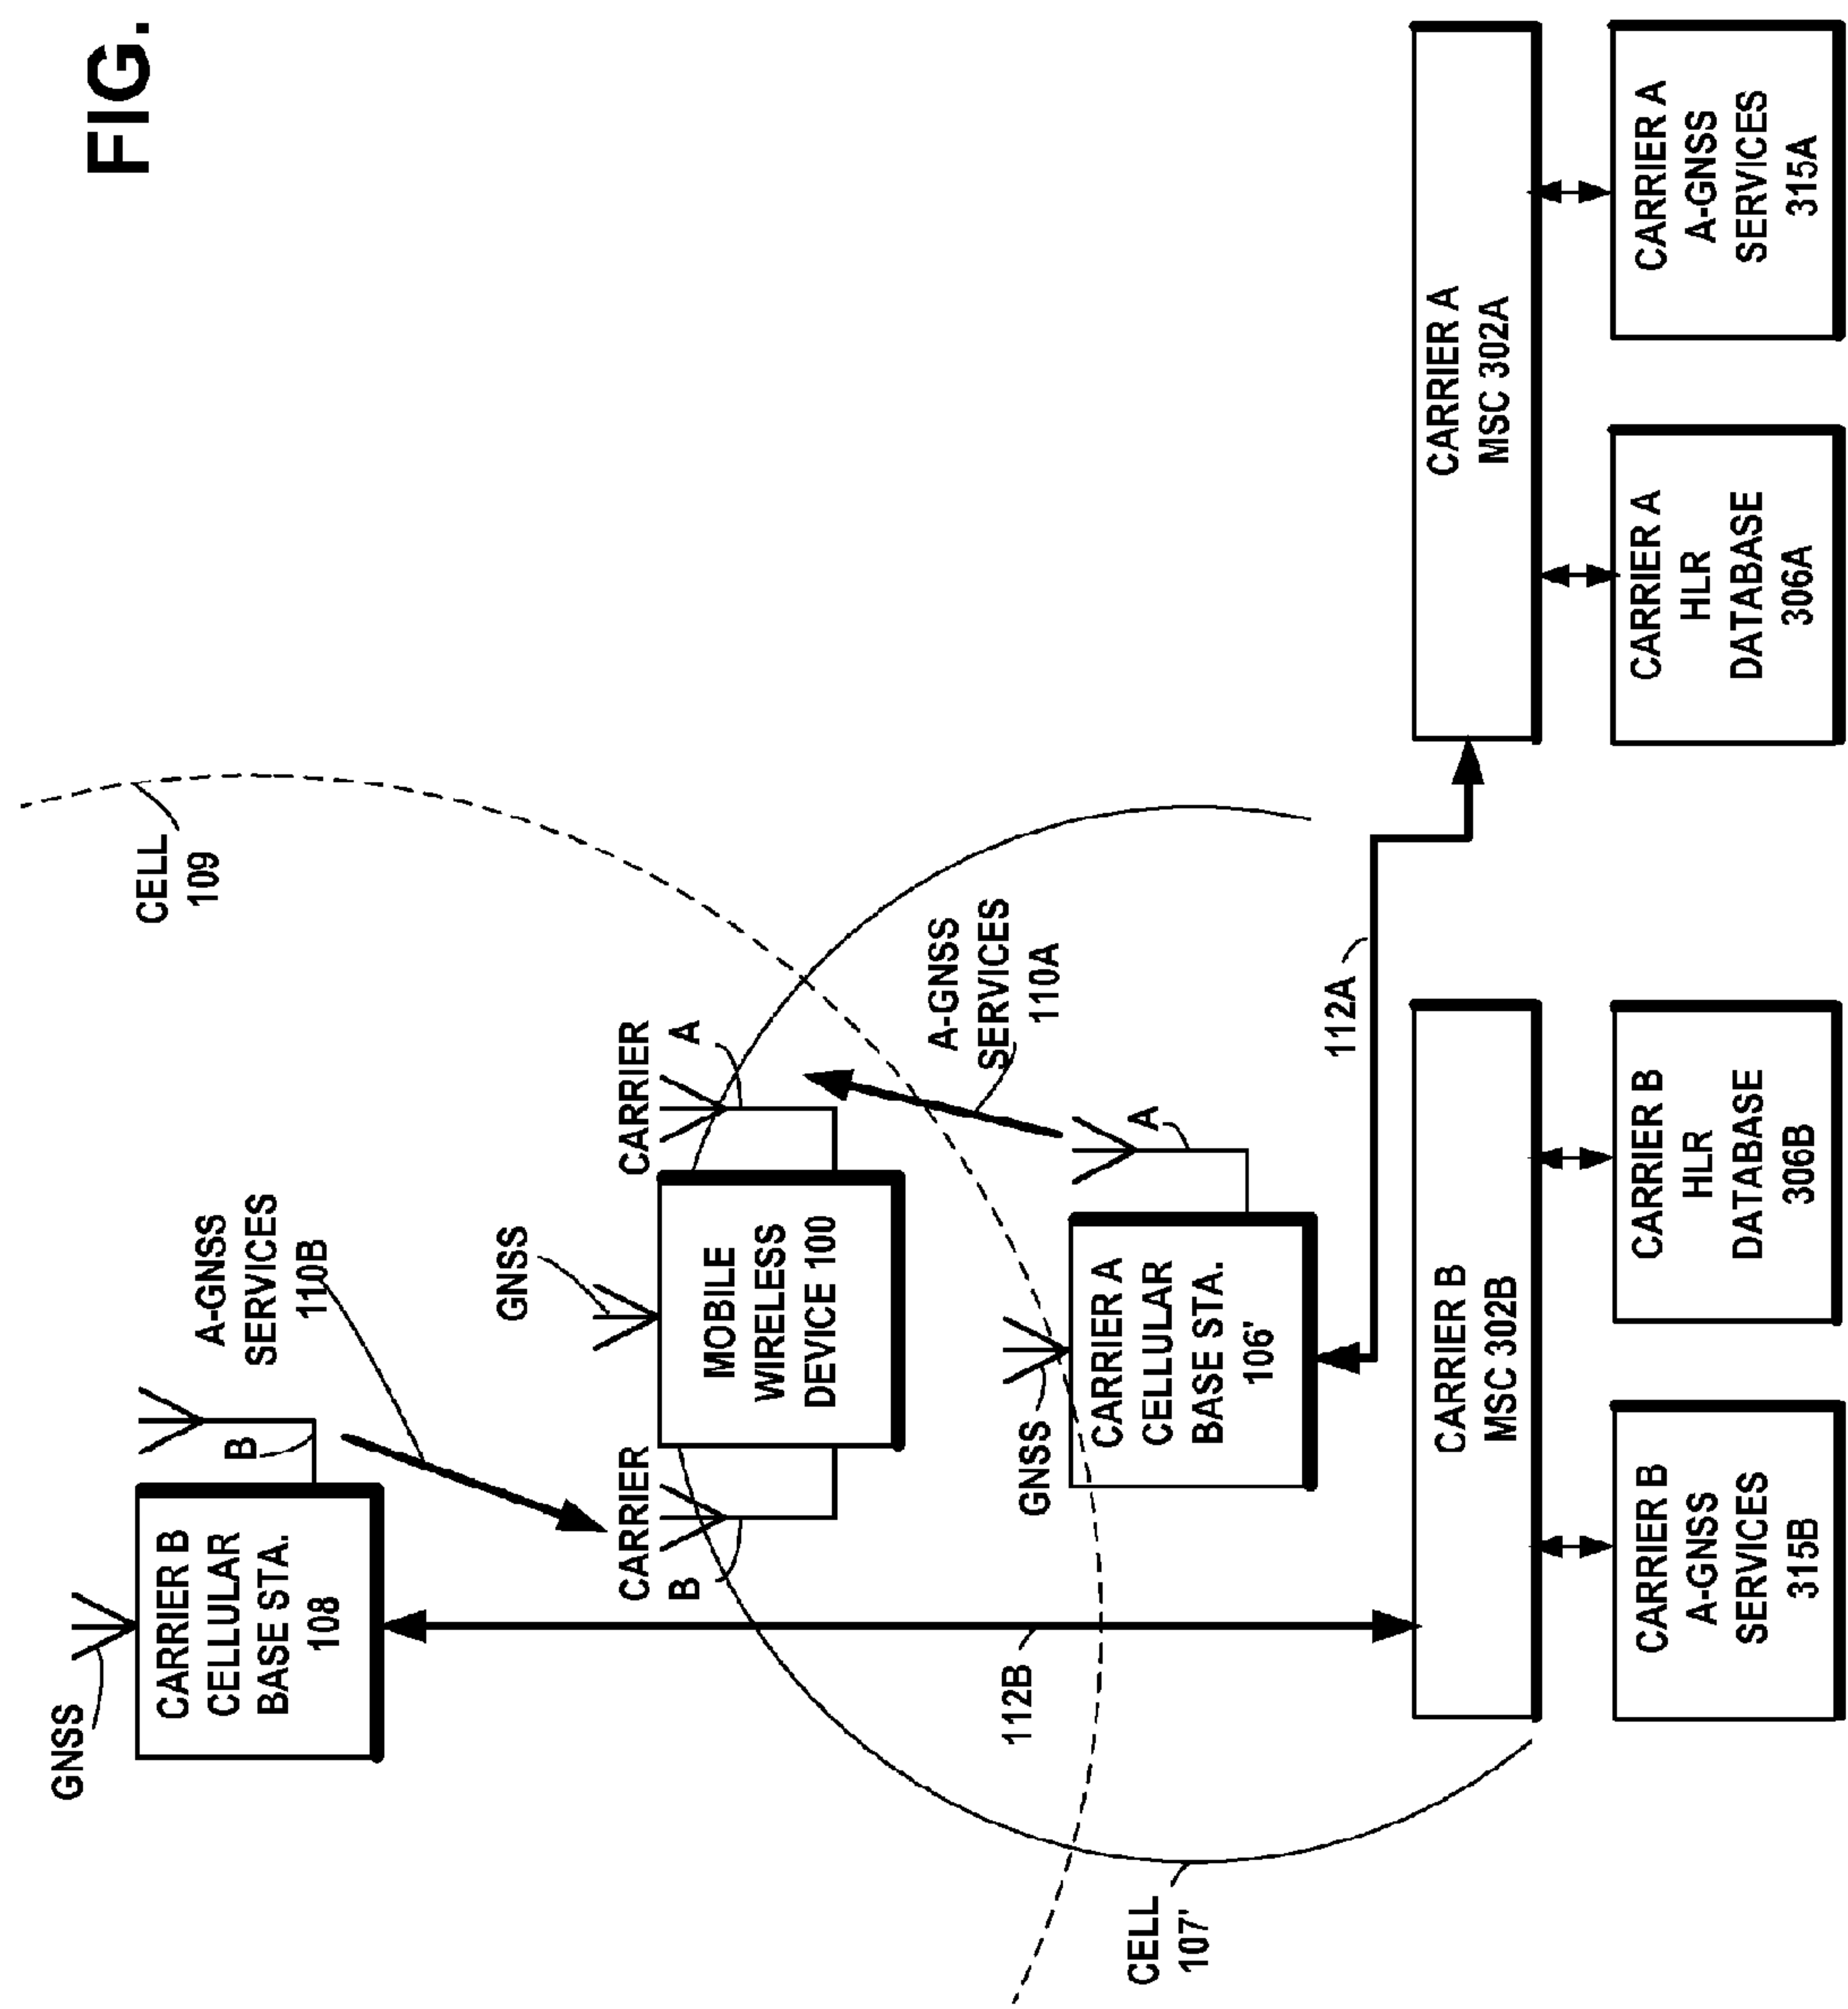 FIG.
GNSS
CARRIER B
CELLULAR
BASE STA.
108
B
A-GNSS
SERVICES
110B
CELL
109
GNSS
CARRIER
B
MOBILE
WIRELESS
DEVICE 100
CARRIER
A
A-GNSS
SERVICES
110A
GNSS
CARRIER A
CELLULAR
BASE STA.
106'
A
112B
CELL
107'
112A
CARRIER B
MSC 302B
CARRIER A
MSC 302A
CARRIER B
A-GNSS
SERVICES
315B
CARRIER B
HLR
DATABASE
306B
CARRIER A
HLR
DATABASE
306A
CARRIER A
A-GNSS
SERVICES
315A